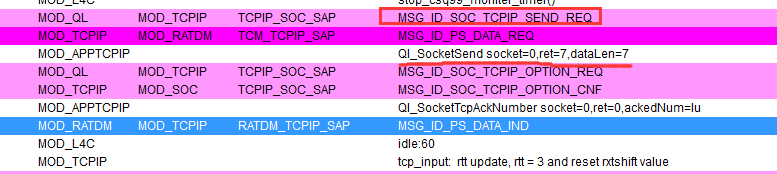 MOD_L4C stop_csq99_moniter_timer()
MOD_QL MOD_TCPIP TCPIP_SOC_SAP MSG_ID_SOC_TCPIP_SEND_REQ
MOD_TCPIP MOD_RATDM TCM_TCPIP_SAP MSG_ID_PS_DATA_REQ
MOD_APPTCPIP Ql_SocketSend socket=0,ret=7,dataLen=7
MOD_QL MOD_TCPIP TCPIP_SOC_SAP MSG_ID_SOC_TCPIP_OPTION_REQ
MOD_TCPIP MOD_SOC TCPIP_SOC_SAP MSG_ID_SOC_TCPIP_OPTION_CNF
MOD_APPTCPIP Ql_SocketTcpAckNumber socket=0,ret=0,ackedNum=lu
MOD_RATDM MOD_TCPIP RATDM_TCPIP_SAP MSG_ID_PS_DATA_IND
MOD_L4C idle:60
MOD_TCPIP tcp_input: rtt update, rtt = 3 and reset rxtshift value